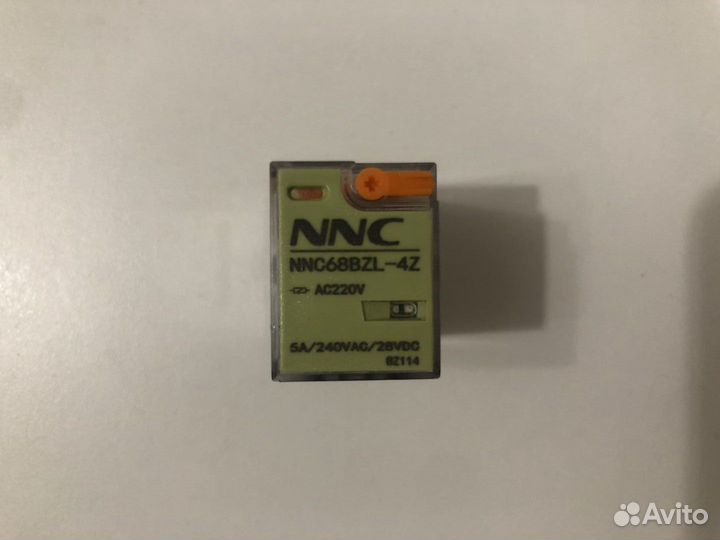 NNC
NNC68BZL-4Z
AC220V
5A/240VAC/28VDC
BZ114
Avito